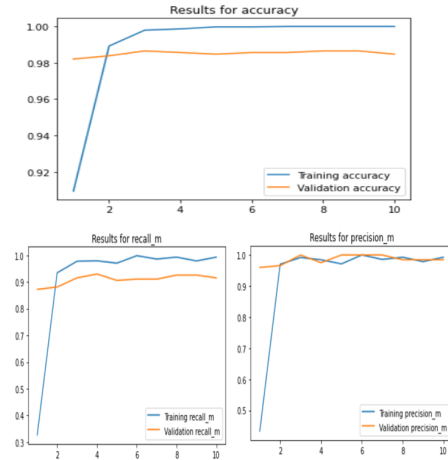 Results for accuracy
1.00
0.98
0.96
0.94
0.92
Training accuracy
Validation accuracy
2 4 6 8 10
Results for recall_m
1.0
0.9
0.8
0.7
0.6
0.5
0.4
0.3
Training recall_m
Validation recall_m
2 4 6 8 10
Results for precision_m
1.0
0.9
0.8
0.7
0.6
0.5
Training precision_m
Validation precision_m
2 4 6 8 10